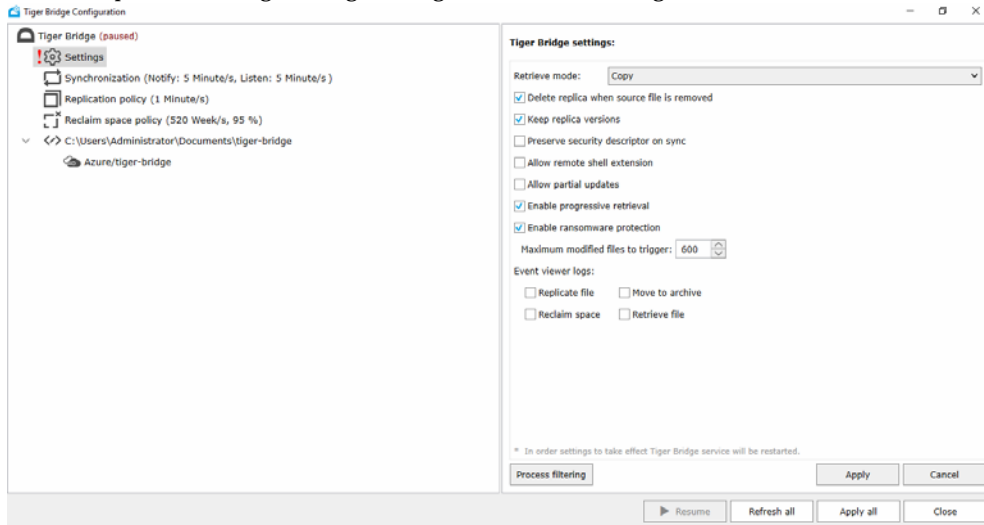 Tiger Bridge Configuration
Tiger Bridge (paused)
Settings
Synchronization (Notify: 5 Minute/s, Listen: 5 Minute/s )
Replication policy (1 Minute/s)
Reclaim space policy (520 Week/s, 95 %)
C:\Users\Administrator\Documents\tiger-bridge
Azure/tiger-bridge
Tiger Bridge settings:
Retrieve mode: Copy
Delete replica when source file is removed
Keep replica versions
Preserve security descriptor on sync
Allow remote shell extension
Allow partial updates
Enable progressive retrieval
Enable ransomware protection
Maximum modified files to trigger: 600
Event viewer logs:
Replicate file Move to archive
Reclaim space Retrieve file
* In order settings to take effect Tiger Bridge service will be restarted.
Process filtering Apply Cancel
Resume Refresh all Apply all Close